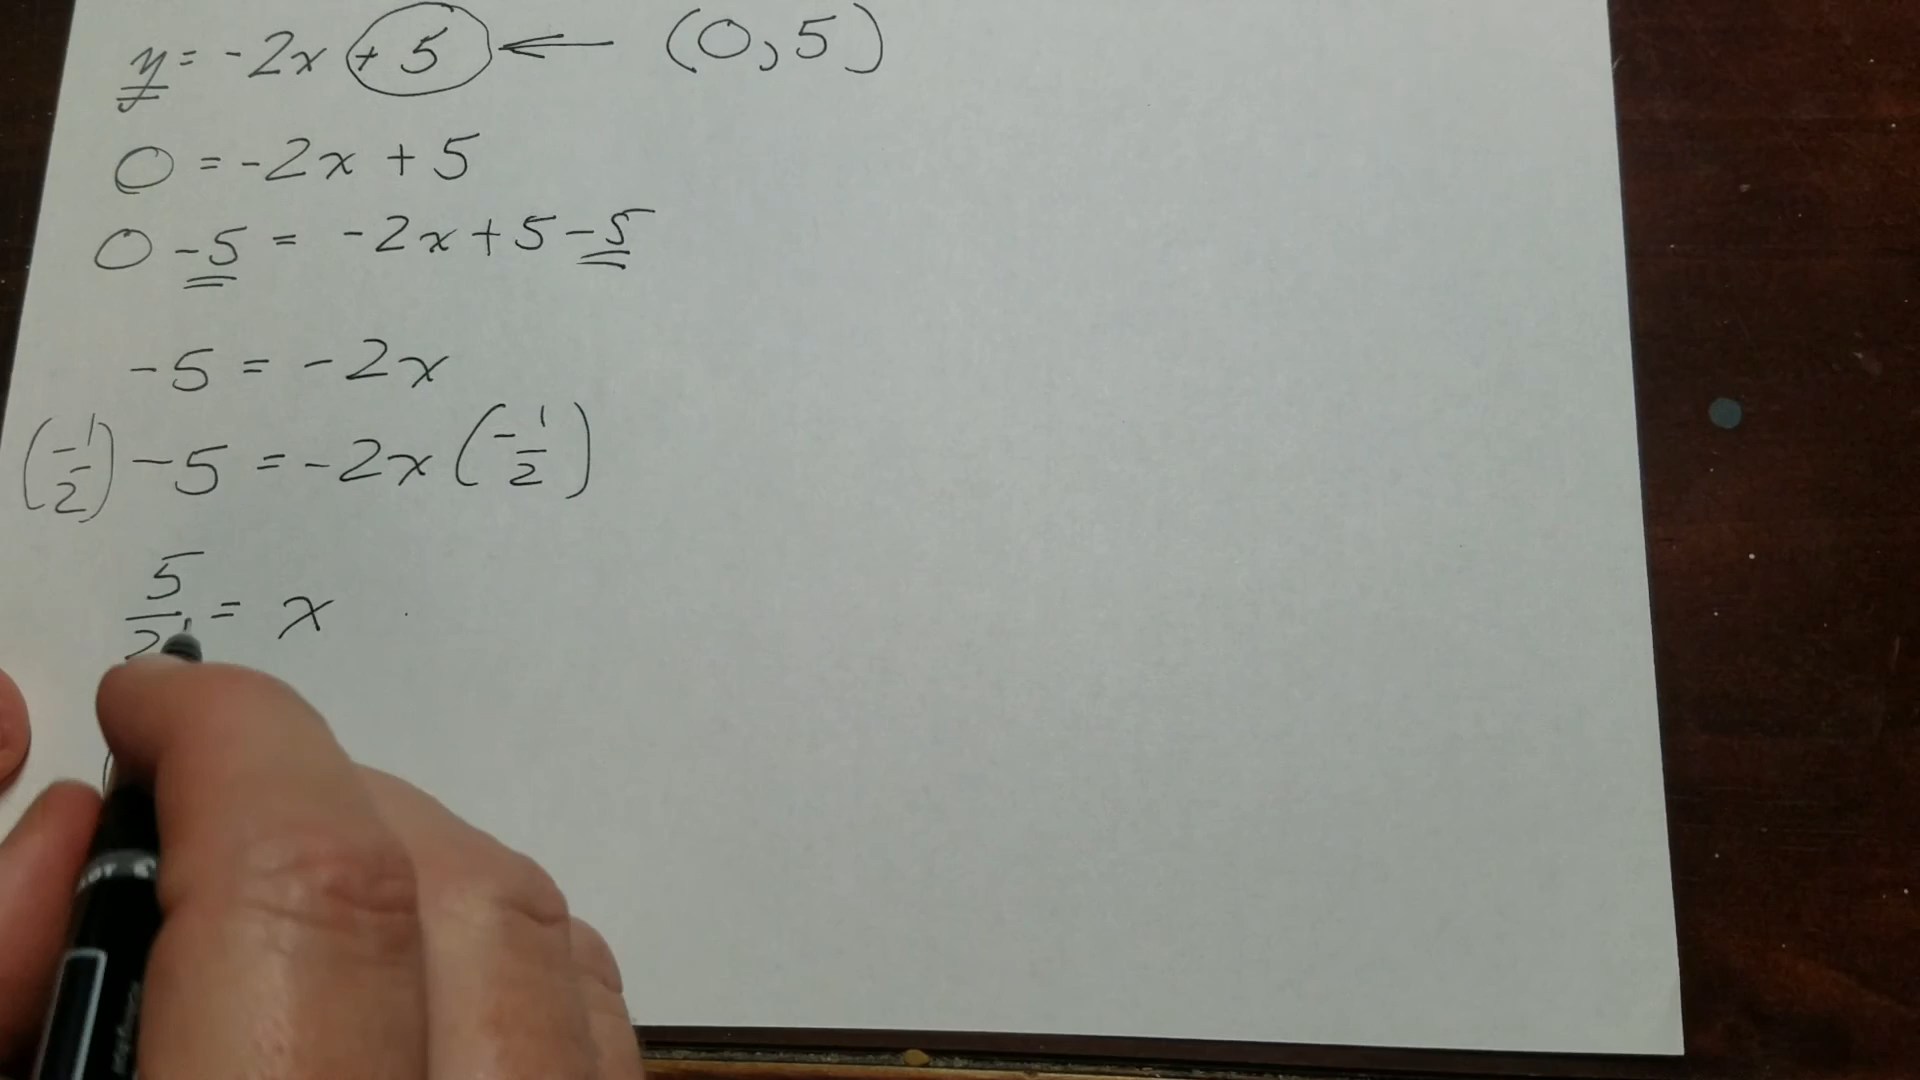 y = -2x + 5 ← (0,5)
0 = -2x + 5
0 - 5 = -2x + 5 - 5
-5 = -2x
(-1/2) -5 = -2x (-1/2)
5/2 = x